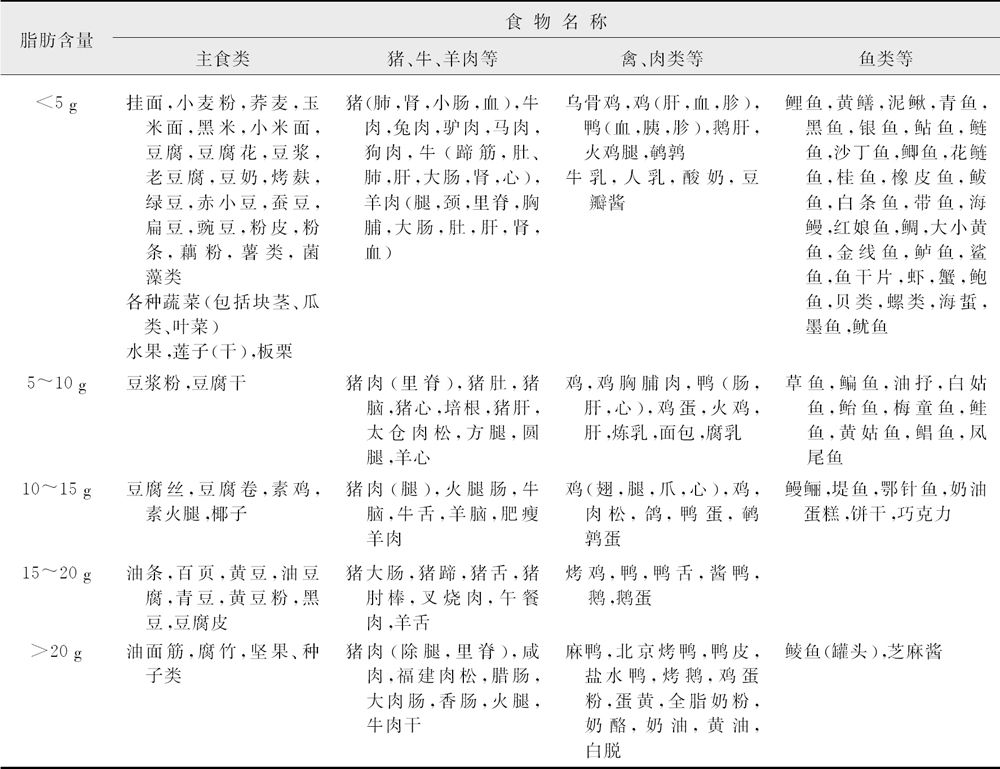 脂肪含量
食物名称
主食类
猪、牛、羊肉等
禽、肉类等
鱼类等
<5 g
挂面,小麦粉,荞麦,玉
米面,黑米,小米面,
豆腐,豆腐花,豆浆,
老豆腐,豆奶,烤麸,
绿豆,赤小豆,蚕豆,
扁豆,豌豆,粉皮,粉
条,藕粉,薯类,菌
藻类
各种蔬菜(包括块茎、瓜
类、叶菜)
水果,莲子(干),板栗
猪(肺,肾,小肠,血),牛
肉,兔肉,驴肉,马肉,
狗肉,牛(蹄筋,肚、
肺,肝,大肠,肾,心),
羊肉(腿,颈,里脊,胸
脯,大肠,肚,肝,肾,
血)
乌骨鸡,鸡(肝,血,胗),
鸭(血,胰,胗),鹅肝,
火鸡腿,鹌鹑
牛乳,人乳,酸奶,豆
瓣酱
鲤鱼,黄鳝,泥鳅,青鱼,
黑鱼,银鱼,鲇鱼,鲢
鱼,沙丁鱼,鲫鱼,花鲢
鱼,桂鱼,橡皮鱼,鲅
鱼,白条鱼,带鱼,海
鳗,红娘鱼,鲷,大小黄
鱼,金线鱼,鲈鱼,鲨
鱼,鱼干片,虾,蟹,鲍
鱼,贝类,螺类,海蜇,
墨鱼,鱿鱼
5～10 g
豆浆粉,豆腐干
猪肉(里脊),猪肚,猪
脑,猪心,培根,猪肝,
太仓肉松,方腿,圆
腿,羊心
鸡,鸡胸脯肉,鸭(肠,
肝,心),鸡蛋,火鸡,
肝,炼乳,面包,腐乳
草鱼,鳊鱼,油抒,白姑
鱼,鲐鱼,梅童鱼,鲑
鱼,黄姑鱼,鲳鱼,凤
尾鱼
10～15 g
豆腐丝,豆腐卷,素鸡,
素火腿,椰子
猪肉(腿),火腿肠,牛
脑,牛舌,羊脑,肥瘦
羊肉
鸡(翅,腿,爪,心),鸡,
肉松,鸽,鸭蛋,鹌
鹑蛋
鳗鲡,堤鱼,鄂针鱼,奶油
蛋糕,饼干,巧克力
15～20 g
油条,百页,黄豆,油豆
腐,青豆,黄豆粉,黑
豆,豆腐皮
猪大肠,猪蹄,猪舌,猪
肘棒,叉烧肉,午餐
肉,羊舌
烤鸡,鸭,鸭舌,酱鸭,
鹅,鹅蛋
>20 g
油面筋,腐竹,坚果、种
子类
猪肉(除腿,里脊),咸
肉,福建肉松,腊肠,
大肉肠,香肠,火腿,
牛肉干
麻鸭,北京烤鸭,鸭皮,
盐水鸭,烤鹅,鸡蛋
粉,蛋黄,全脂奶粉,
奶酪,奶油,黄油,
白脱
鲮鱼(罐头),芝麻酱